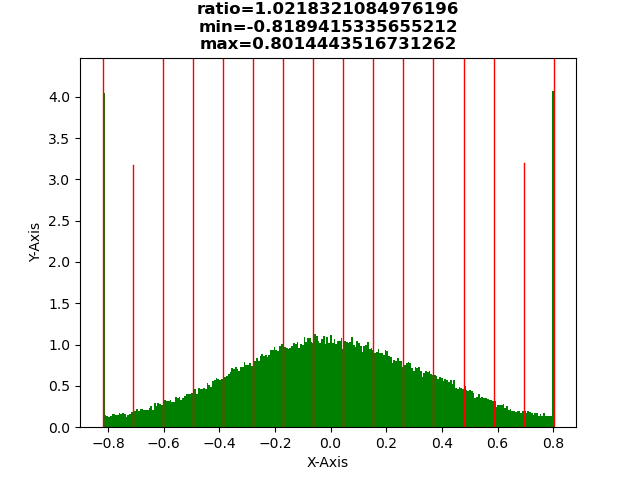 ratio=1.0218321084976196
min=-0.8189415335655212
max=0.8014443516731262
4.0
3.5
3.0
2.5
2.0
1.5
1.0
0.5
0.0
Y-Axis
−0.8 −0.6 −0.4 −0.2 0.0 0.2 0.4 0.6 0.8
X-Axis